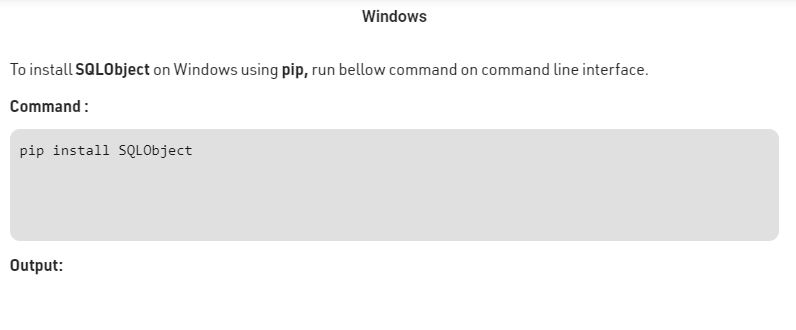 Windows
To install SQLObject on Windows using pip, run bellow command on command line interface.
Command :
pip install SQLObject
Output: